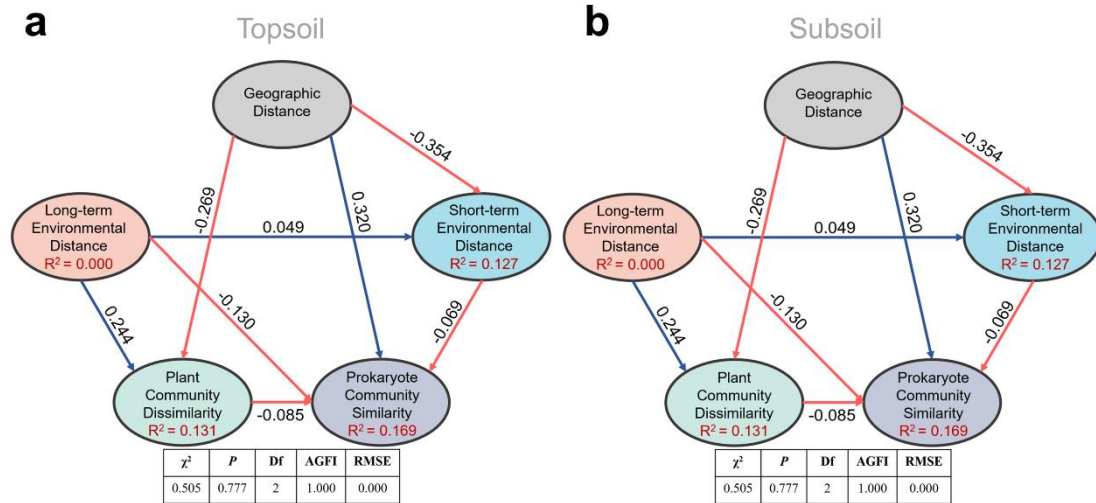 a
Topsoil
Geographic
Distance
-0.354
-0.269
0.320
Long-term
Environmental
Distance
R² = 0.000
0.049
Short-term
Environmental
Distance
R² = 0.127
0.244
-0.130
-0.069
Plant
Community
Dissimilarity
R² = 0.131
-0.085
Prokaryote
Community
Similarity
R² = 0.169
χ² P Df AGFI RMSE
0.505 0.777 2 1.000 0.000
b
Subsoil
Geographic
Distance
-0.354
-0.269
0.320
Long-term
Environmental
Distance
R² = 0.000
0.049
Short-term
Environmental
Distance
R² = 0.127
0.244
-0.130
-0.069
Plant
Community
Dissimilarity
R² = 0.131
-0.085
Prokaryote
Community
Similarity
R² = 0.169
χ² P Df AGFI RMSE
0.505 0.777 2 1.000 0.000